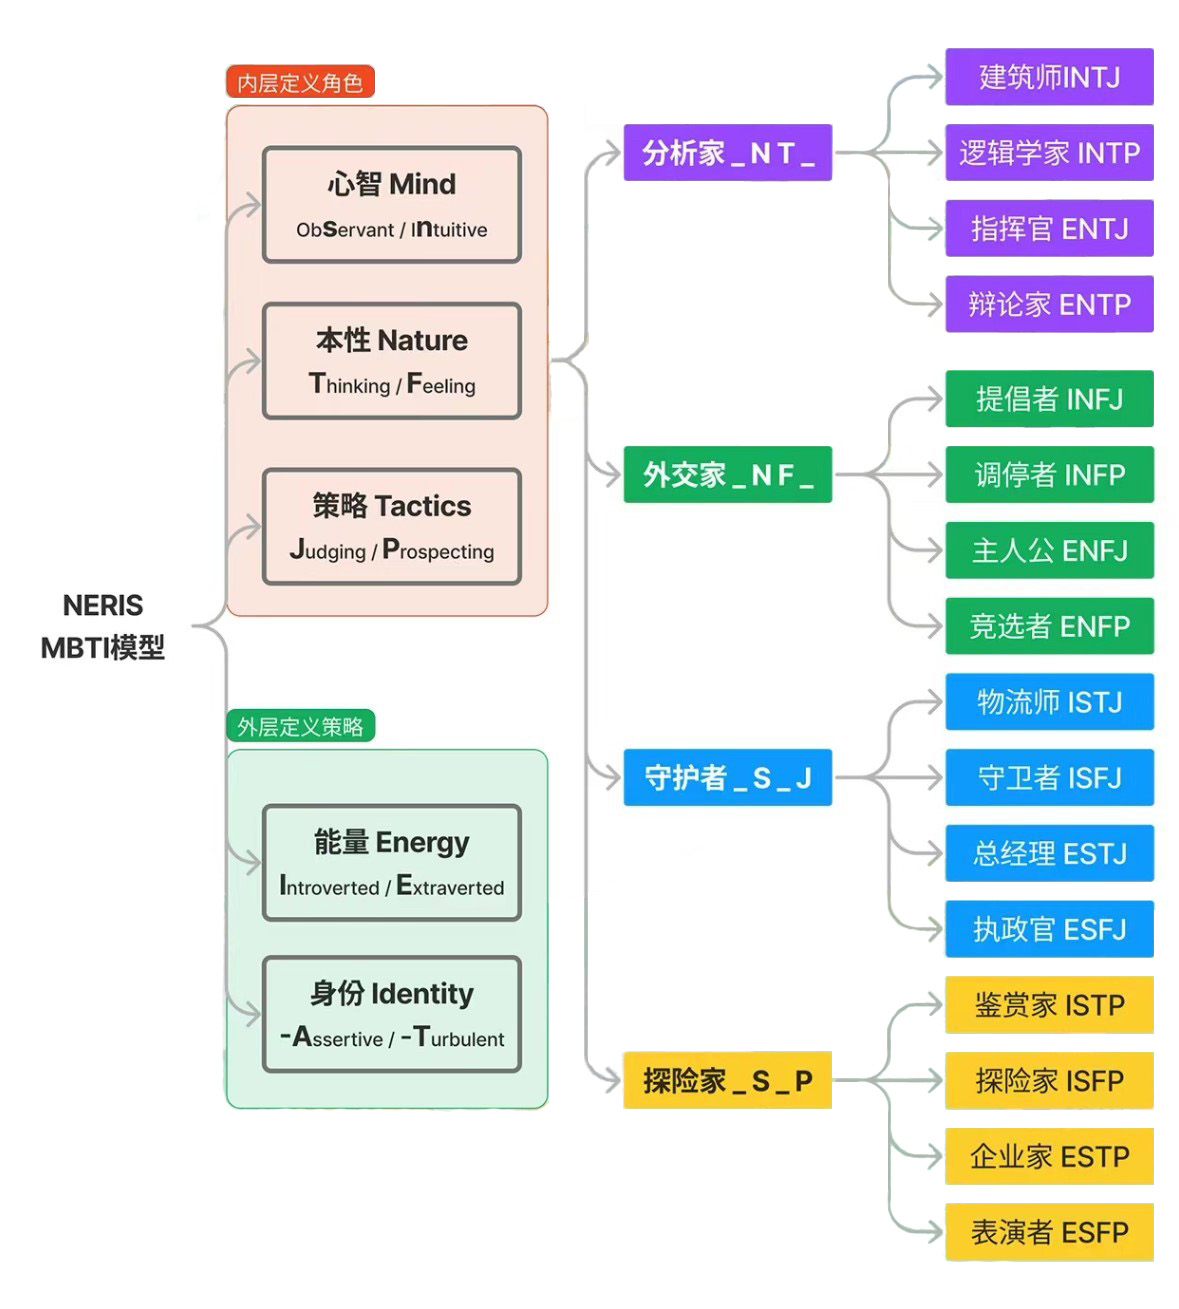 内层定义角色
心智 Mind
ObServant / Intuitive
本性 Nature
Thinking / Feeling
策略 Tactics
Judging / Prospecting
NERIS
MBTI模型
外层定义策略
能量 Energy
Introverted / Extraverted
身份 Identity
-Assertive / -Turbulent
分析家 _ N T _
建筑师INTJ
逻辑学家 INTP
指挥官 ENTJ
辩论家 ENTP
外交家 _ N F _
提倡者 INFJ
调停者 INFP
主人公 ENFJ
竞选者 ENFP
守护者 _ S _ J
物流师 ISTJ
守卫者 ISFJ
总经理 ESTJ
执政官 ESFJ
探险家 _ S _ P
鉴赏家 ISTP
探险家 ISFP
企业家 ESTP
表演者 ESFP